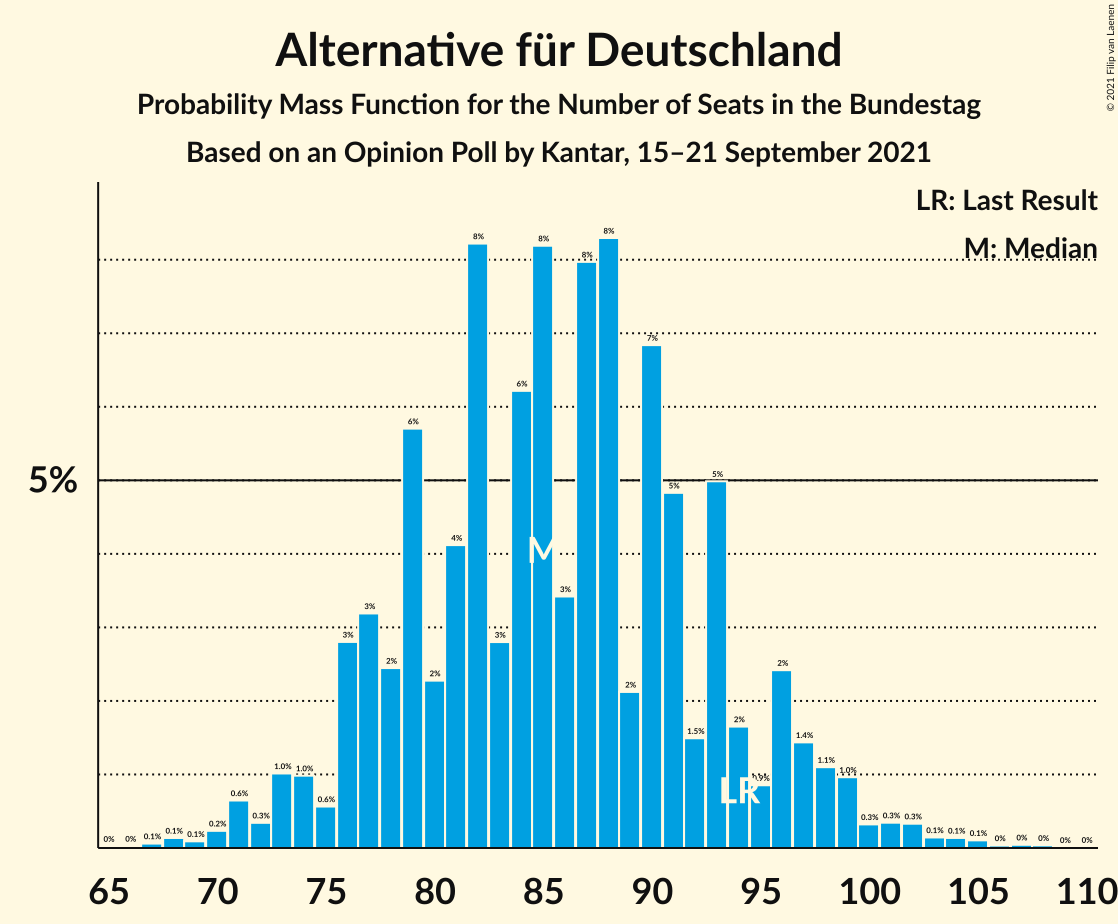 Alternative für Deutschland
Probability Mass Function for the Number of Seats in the Bundestag
Based on an Opinion Poll by Kantar, 15–21 September 2021
© 2021 Filip van Laenen
LR: Last Result
M: Median
5%
0% 0% 0.1% 0.1% 0.1% 0.2% 0.6% 0.3% 1.0% 1.0% 0.6% 3% 3% 2% 6% 2% 4% 8% 3% 6% 8% 3% 8% 8% 2% 7% 5% 1.5% 5% 2% 0.9% 2% 1.4% 1.1% 1.0% 0.3% 0.3% 0.3% 0.1% 0.1% 0.1% 0% 0% 0% 0% 0%
M
LR
65 70 75 80 85 90 95 100 105 110